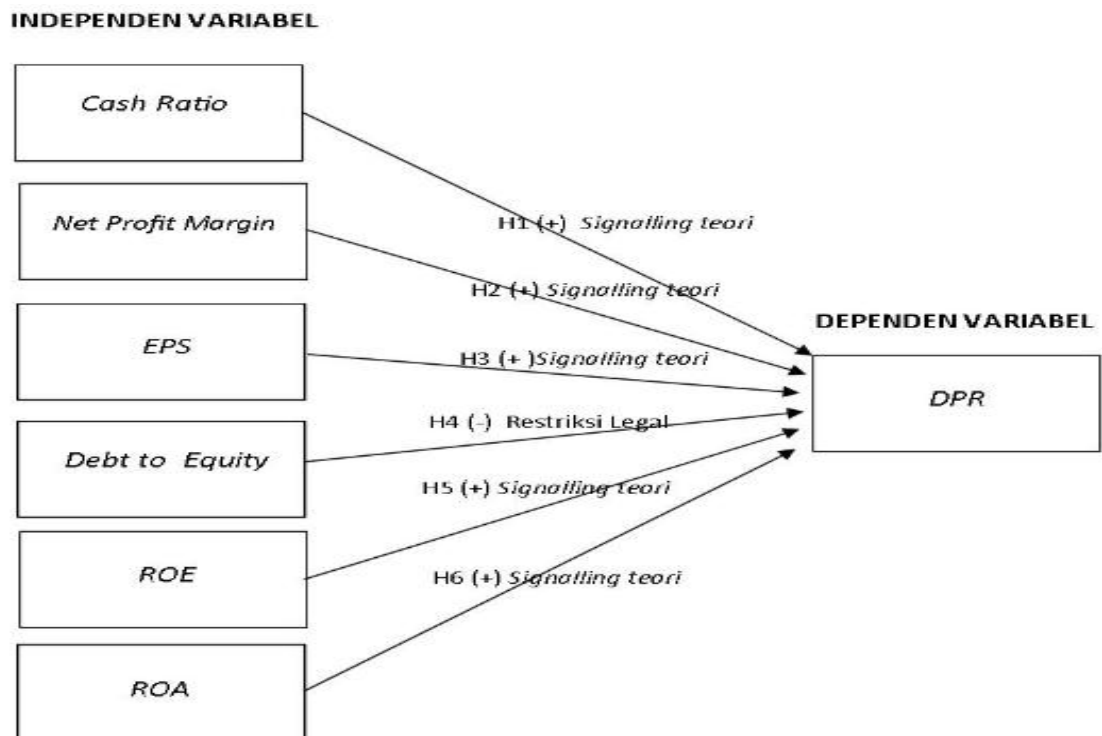 INDEPENDEN VARIABEL
Cash Ratio
Net Profit Margin
H1 (+) Signalling teori
H2 (+) Signalling teori
DEPENDEN VARIABEL
EPS
H3 (+ )Signalling teori
DPR
H4 (-) Restriksi Legal
Debt to Equity
H5 (+) Signalling teori
ROE
H6 (+) Signalling teori
ROA